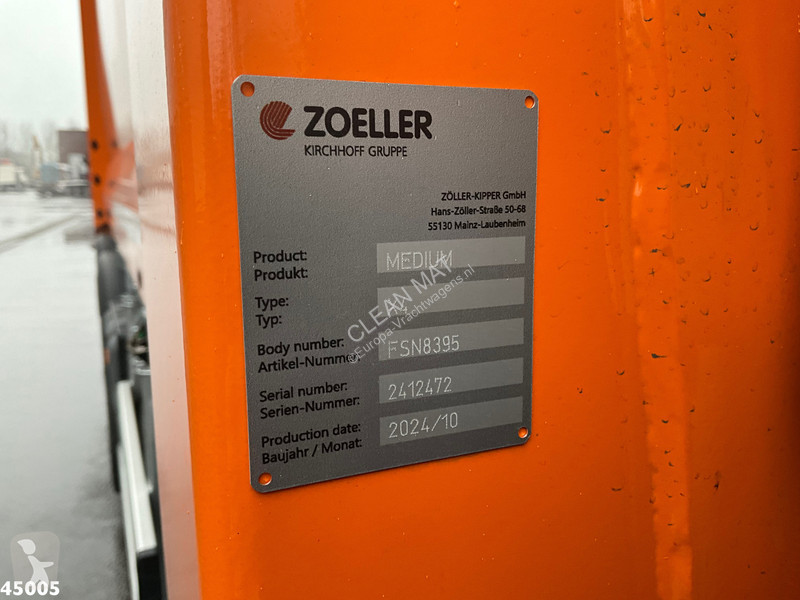 ZOELLER
KIRCHHOFF GRUPPE
ZÖLLER-KIPPER GmbH
Hans-Zöller-Straße 50-68
55130 Mainz-Laubenheim
Product: MEDIUM
Produkt:
Type:
Typ:
Body number: FSN8395
Artikel-Nummer:
Serial number: 2412472
Serien-Nummer:
Production date: 2024/10
Baujahr / Monat:
CLEAN MAT
©Europa-Vrachtwagens.nl
45005